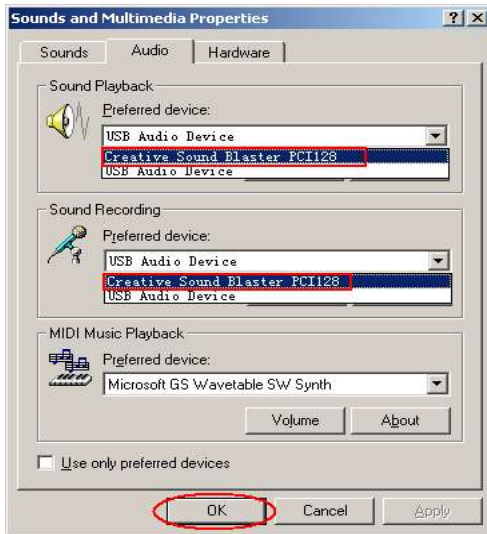 Sounds and Multimedia Properties
Sounds
Audio
Hardware
Sound Playback
Preferred device:
USB Audio Device
Creative Sound Blaster PCI128
USB Audio Device
Sound Recording
Preferred device:
USB Audio Device
Creative Sound Blaster PCI128
USB Audio Device
MIDI Music Playback
Preferred device:
Microsoft GS Wavetable SW Synth
Volume
About
Use only preferred devices
OK
Cancel
Apply